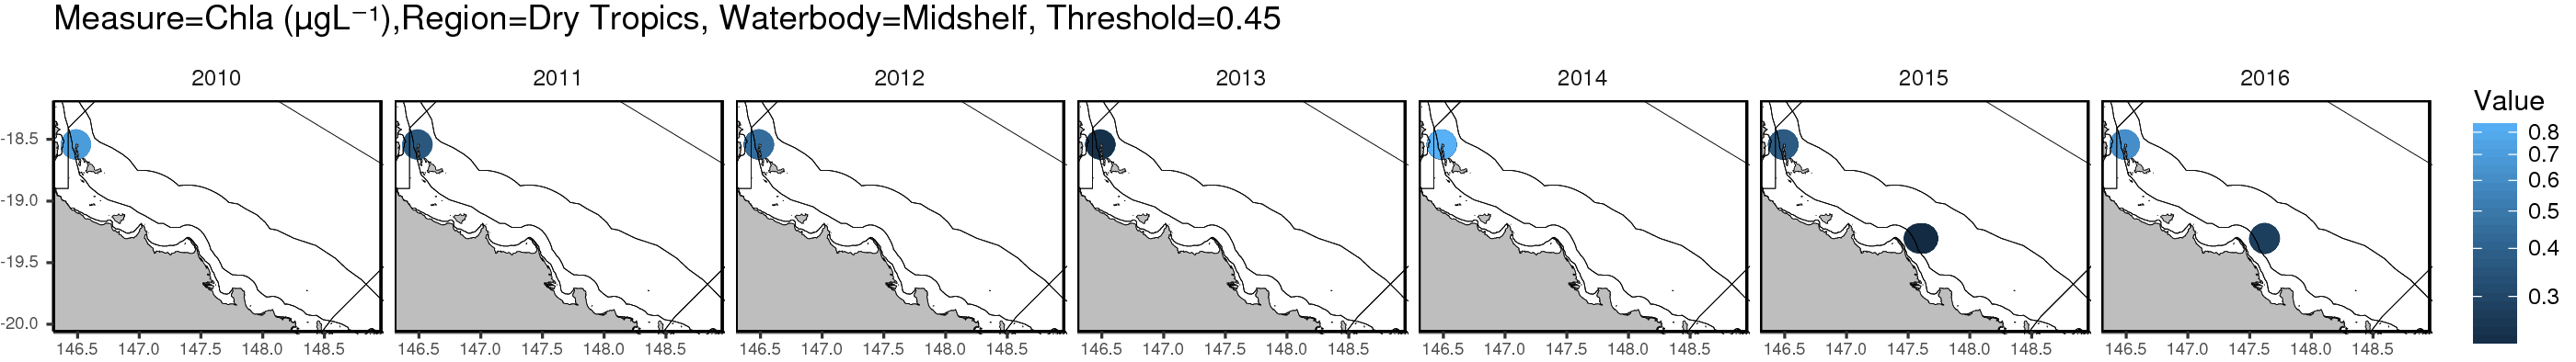 Measure=Chla (µgL⁻¹),Region=Dry Tropics, Waterbody=Midshelf, Threshold=0.45
2010 2011 2012 2013 2014 2015 2016
Value
-18.5
-19.0
-19.5
-20.0
0.8
0.7
0.6
0.5
0.4
0.3
146.5 147.0 147.5 148.0 148.5 146.5 147.0 147.5 148.0 148.5 146.5 147.0 147.5 148.0 148.5 146.5 147.0 147.5 148.0 148.5 146.5 147.0 147.5 148.0 148.5 146.5 147.0 147.5 148.0 148.5 146.5 147.0 147.5 148.0 148.5